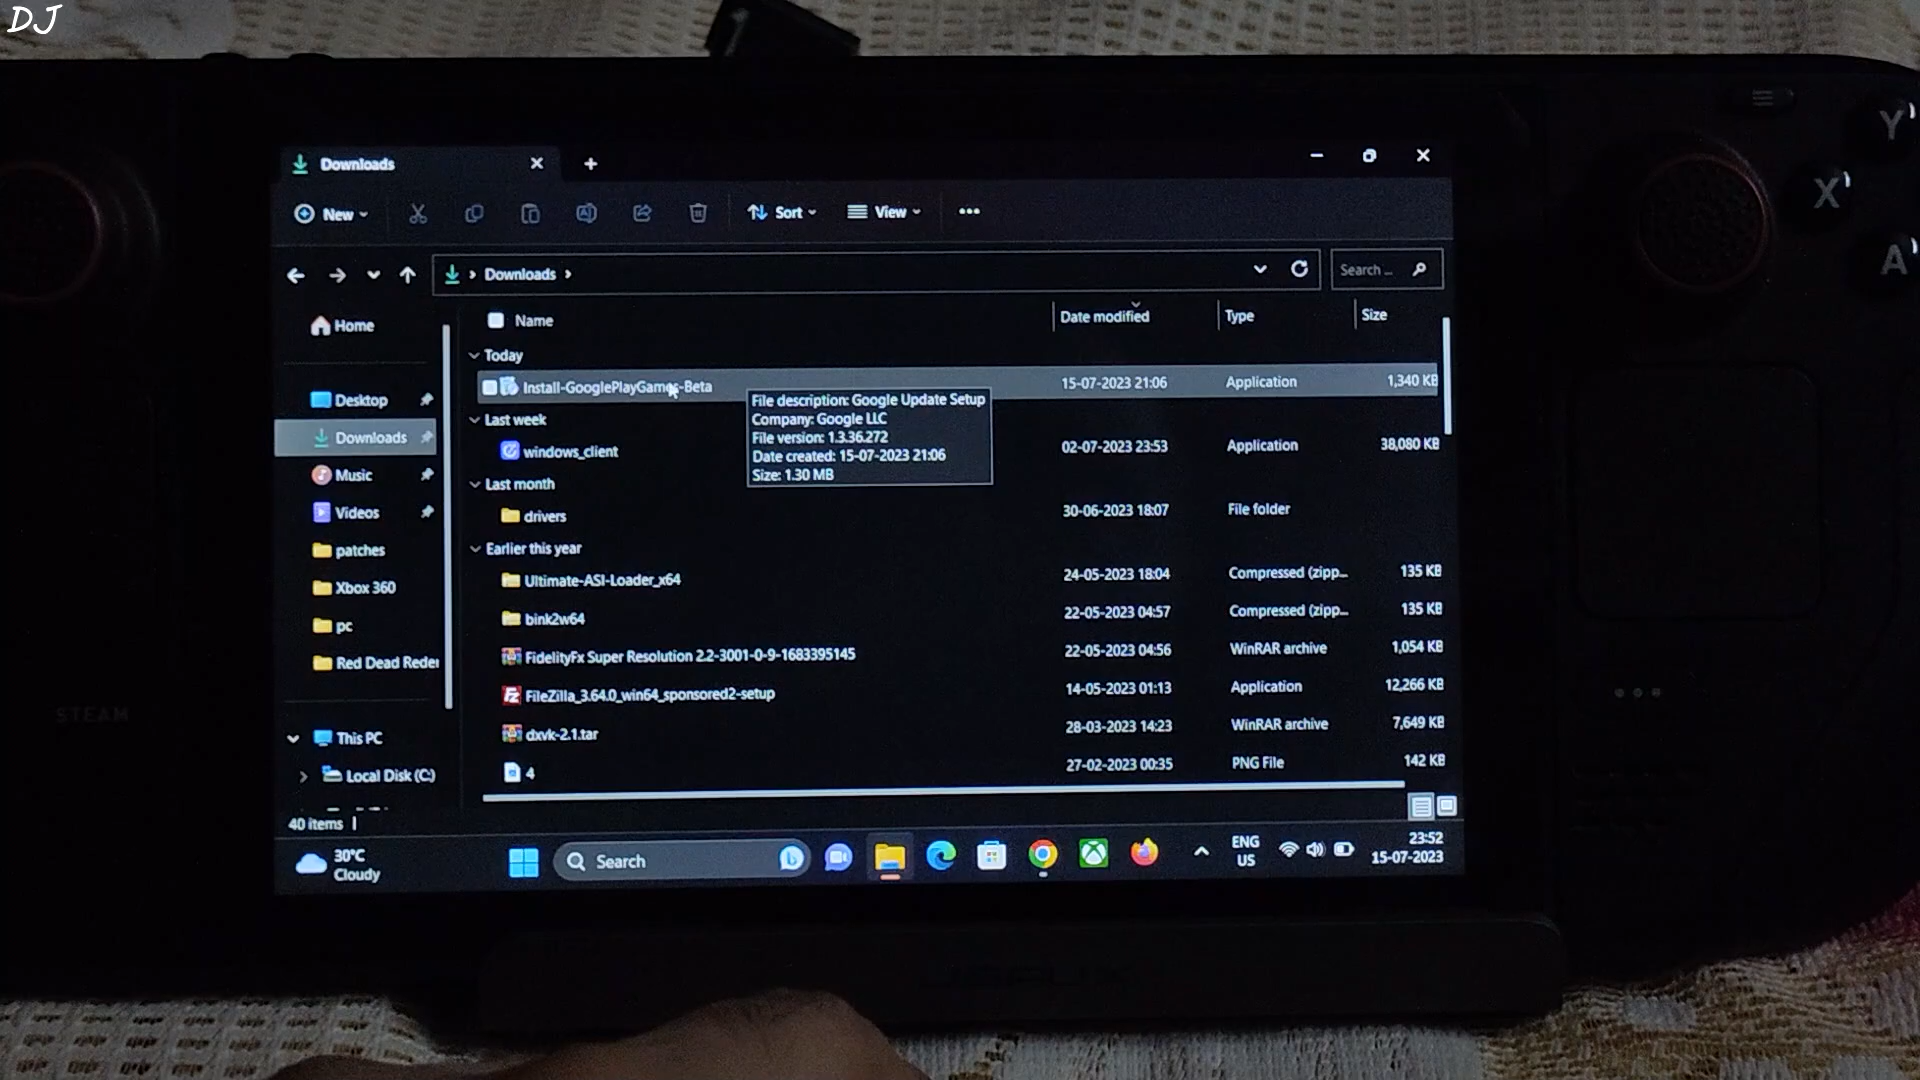 DJ
Downloads
New
Sort
View
Downloads
Search ...
Name
Date modified
Type
Size
Home
Today
Install-GooglePlayGames-Beta
15-07-2023 21:06
Application
1,340 KB
File description: Google Update Setup
Company: Google LLC
File version: 1.3.36.272
Date created: 15-07-2023 21:06
Size: 1.30 MB
Desktop
Downloads
Music
Videos
patches
Xbox 360
pc
Red Dead Reder
This PC
Local Disk (C:)
Last week
windows_client
02-07-2023 23:53
Application
38,080 KB
Last month
drivers
30-06-2023 18:07
File folder
Earlier this year
Ultimate-ASI-Loader_x64
24-05-2023 18:04
Compressed (zipp...
135 KB
bink2w64
22-05-2023 04:57
Compressed (zipp...
135 KB
FidelityFx Super Resolution 2.2-3001-0-9-1683395145
22-05-2023 04:56
WinRAR archive
1,054 KB
FileZilla_3.64.0_win64_sponsored2-setup
14-05-2023 01:13
Application
12,266 KB
dxvk-2.1.tar
28-03-2023 14:23
WinRAR archive
7,649 KB
4
27-02-2023 00:35
PNG File
142 KB
40 items
30°C
Cloudy
Search
ENG
US
23:52
15-07-2023
STEAM
Y
X
A